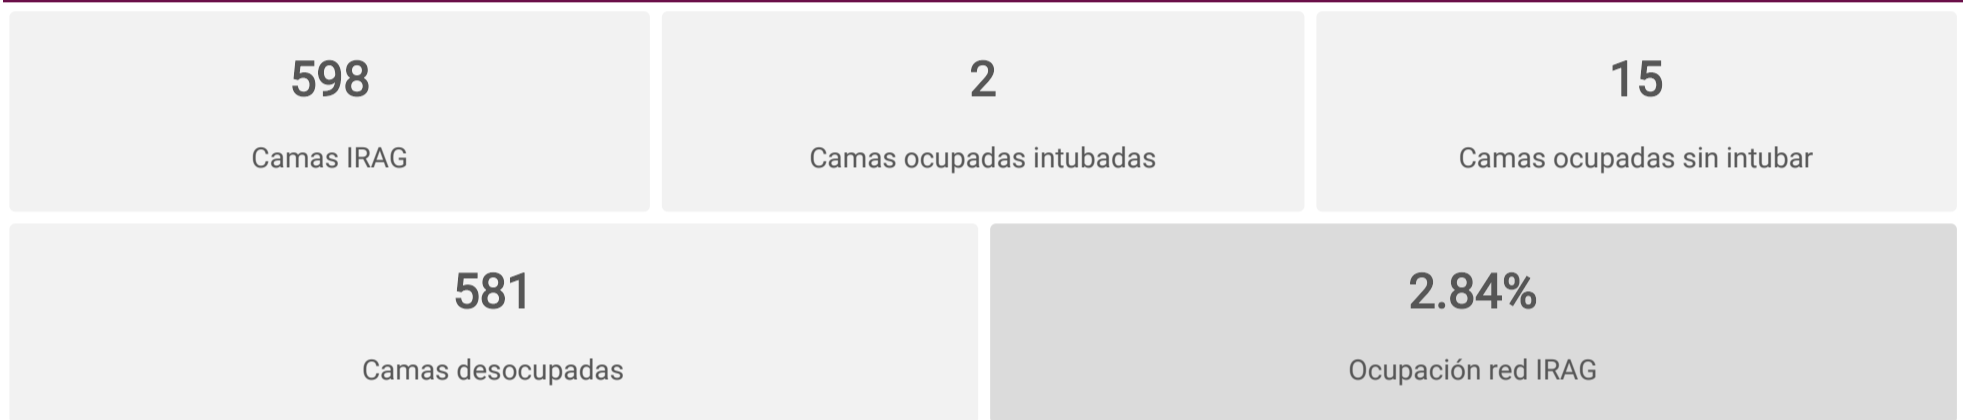 598
Camas IRAG
2
Camas ocupadas intubadas
15
Camas ocupadas sin intubar
581
Camas desocupadas
2.84%
Ocupación red IRAG